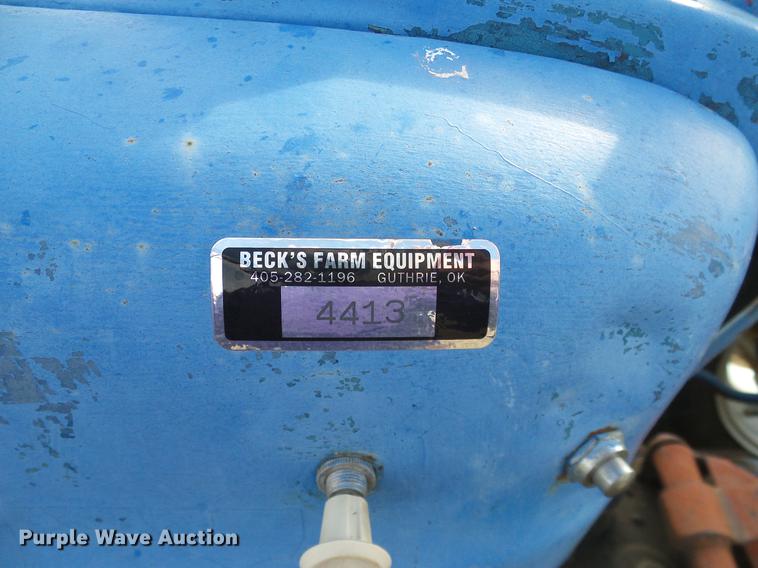 BECK'S FARM EQUIPMENT
405-282-1196 GUTHRIE, OK
4413
Purple Wave Auction